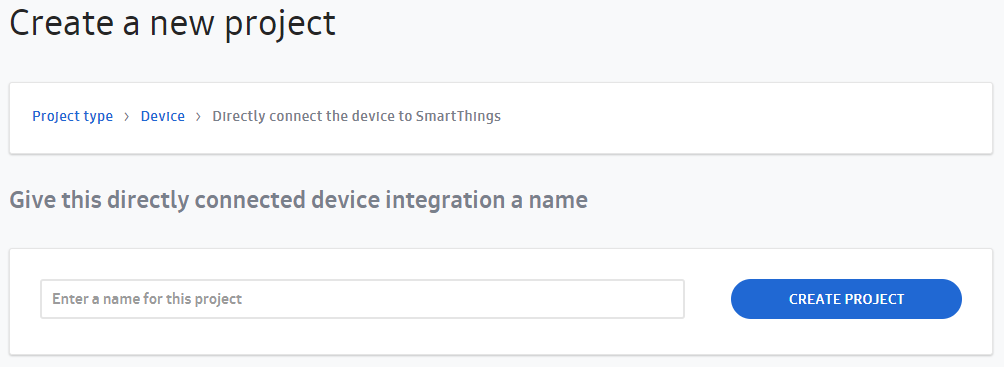 Create a new project
Project type › Device › Directly connect the device to SmartThings
Give this directly connected device integration a name
Enter a name for this project
CREATE PROJECT